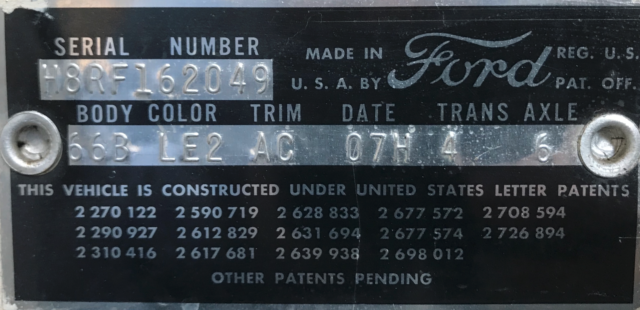 SERIAL NUMBER
H8RF162049
MADE IN
U.S.A. BY
Ford
REG. U.S.
PAT. OFF.
BODY COLOR TRIM DATE TRANS AXLE
66B LE2 AC 07H 4 6
THIS VEHICLE IS CONSTRUCTED UNDER UNITED STATES LETTER PATENTS
2 270 122 2 590 719 2 628 833 2 677 572 2 708 594
2 290 927 2 612 829 2 631 694 2 677 574 2 726 894
2 310 416 2 617 681 2 639 938 2 698 012
OTHER PATENTS PENDING